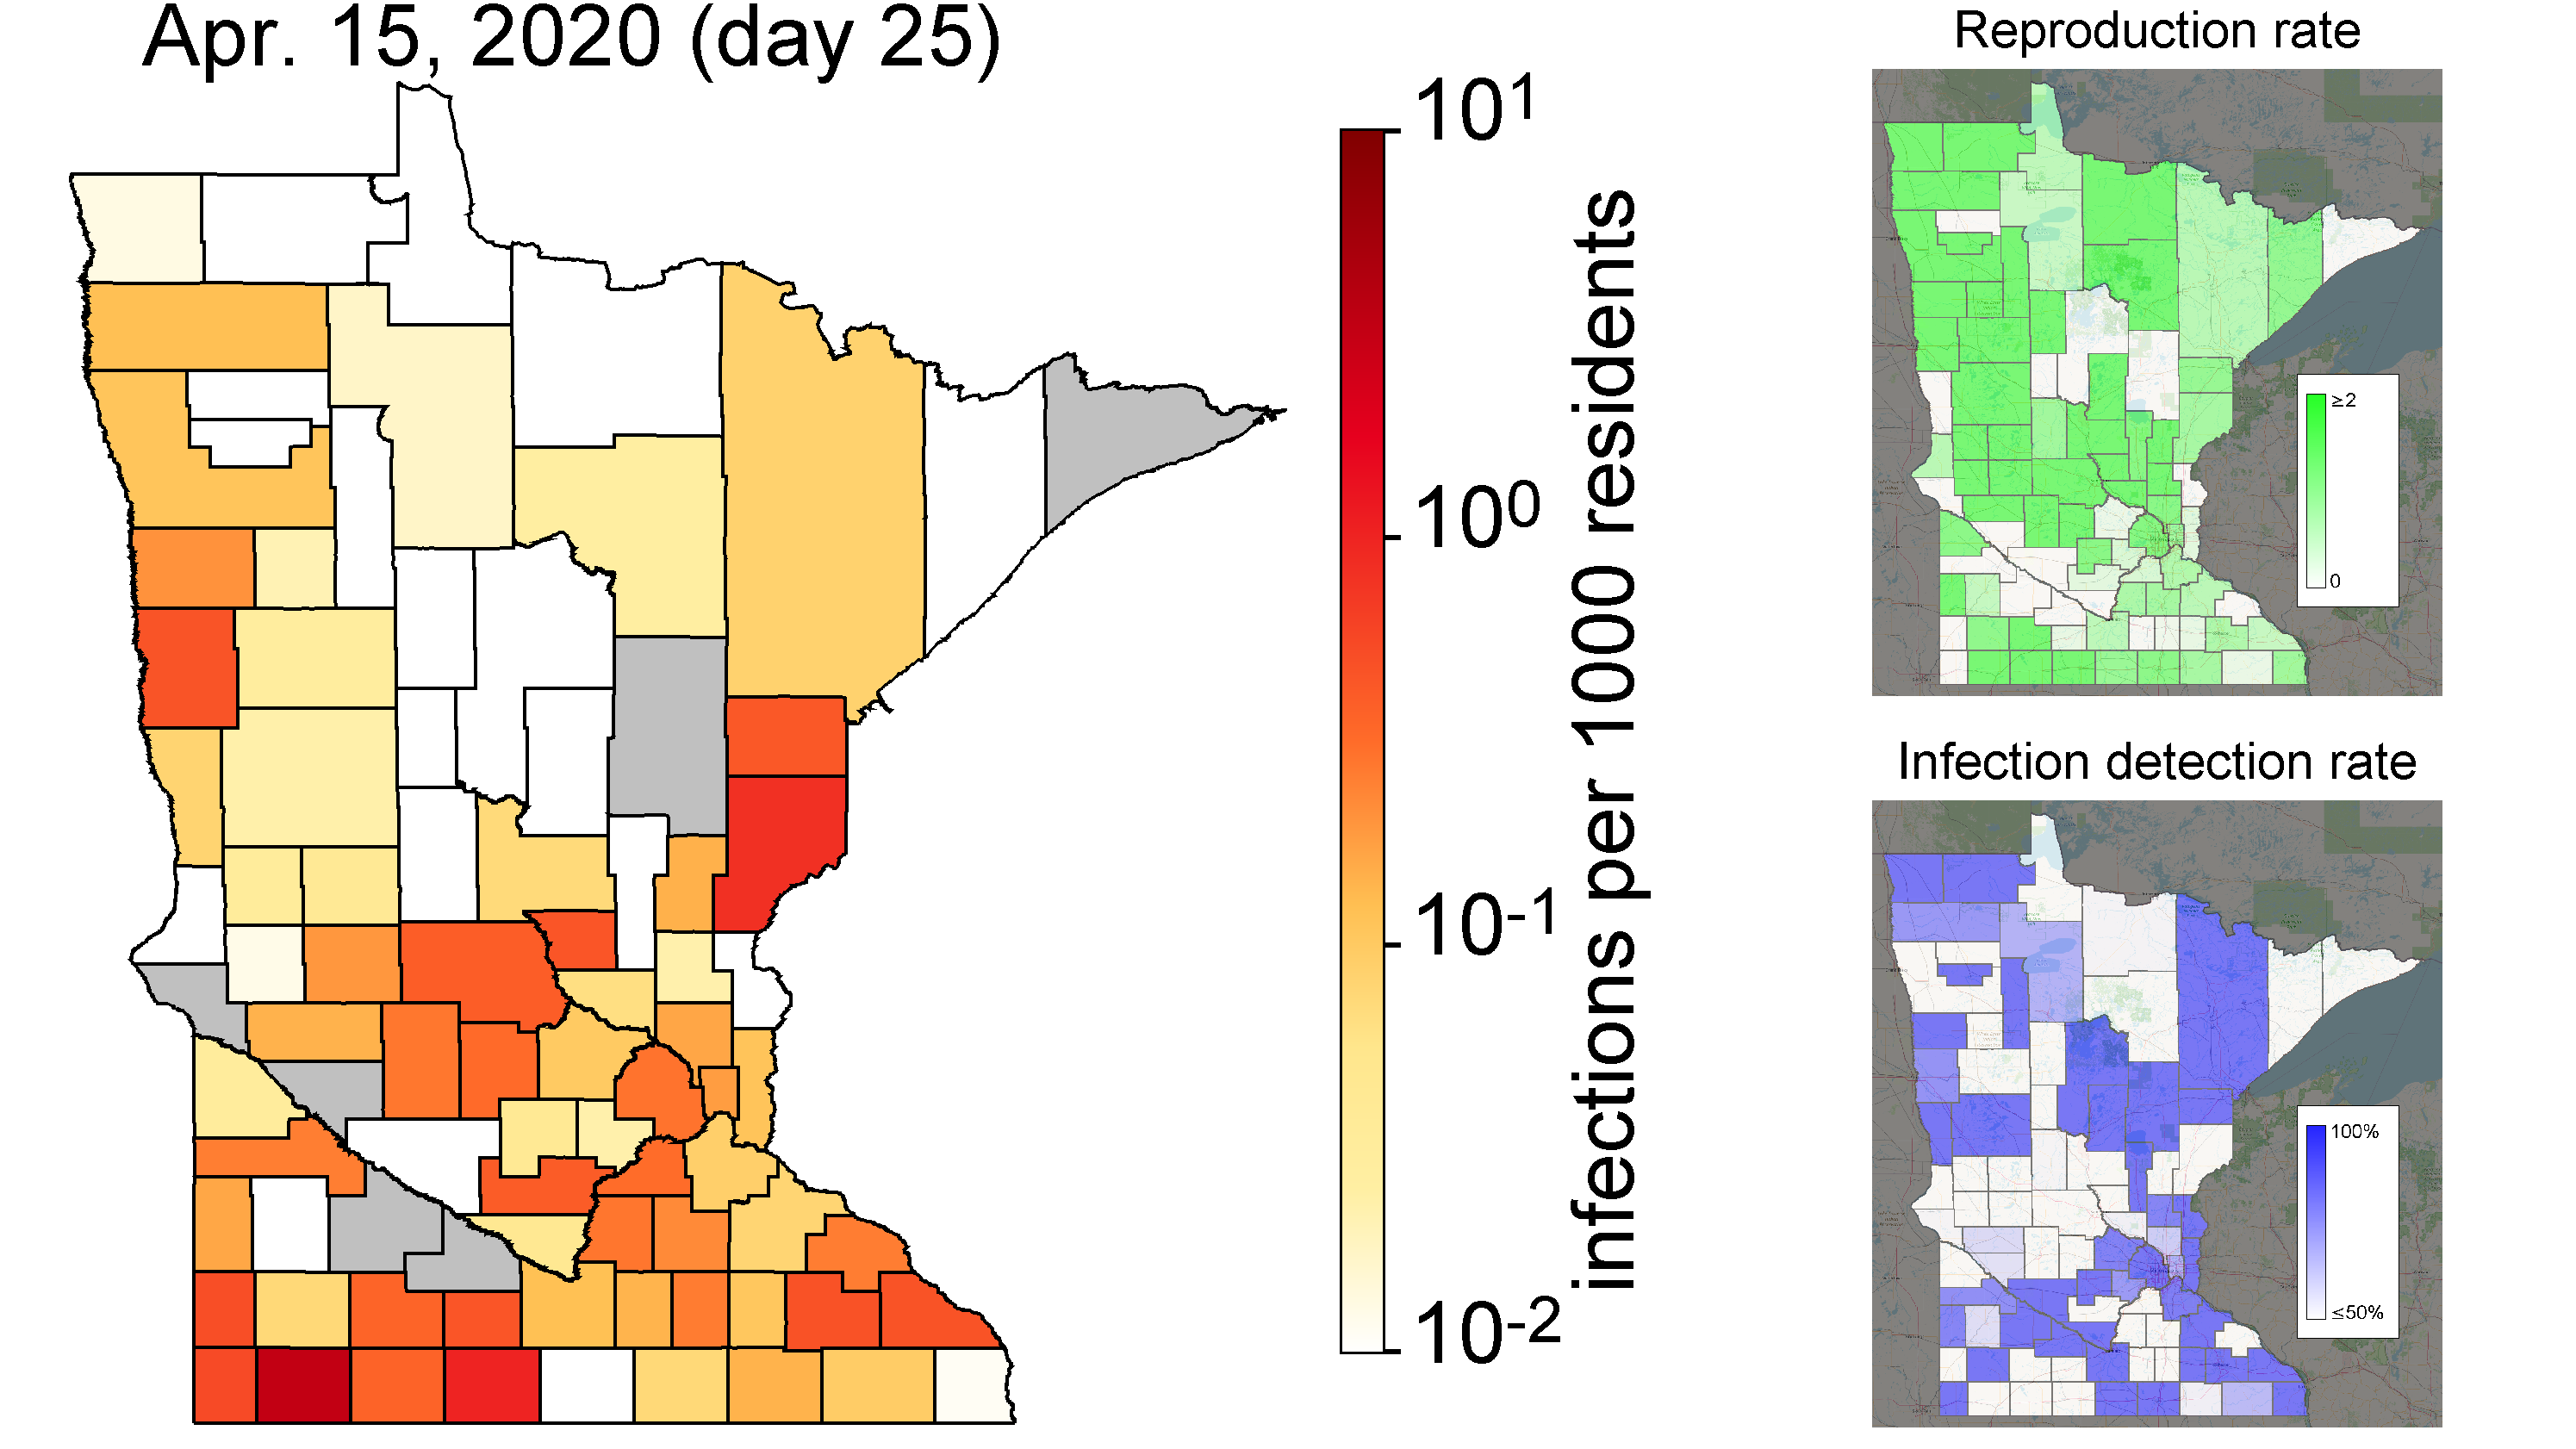 Apr. 15, 2020 (day 25)
10¹
10⁰
10⁻¹
10⁻²
infections per 1000 residents
Reproduction rate
≥2
0
Infection detection rate
100%
≤50%